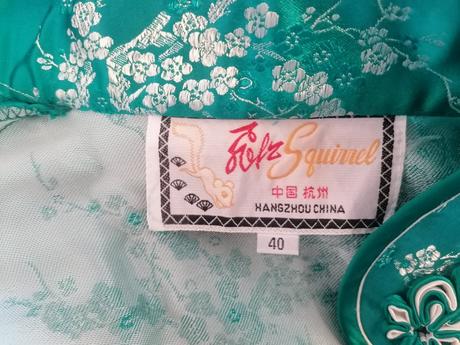 Squirrel
中国 杭州
HANGZHOU CHINA
40